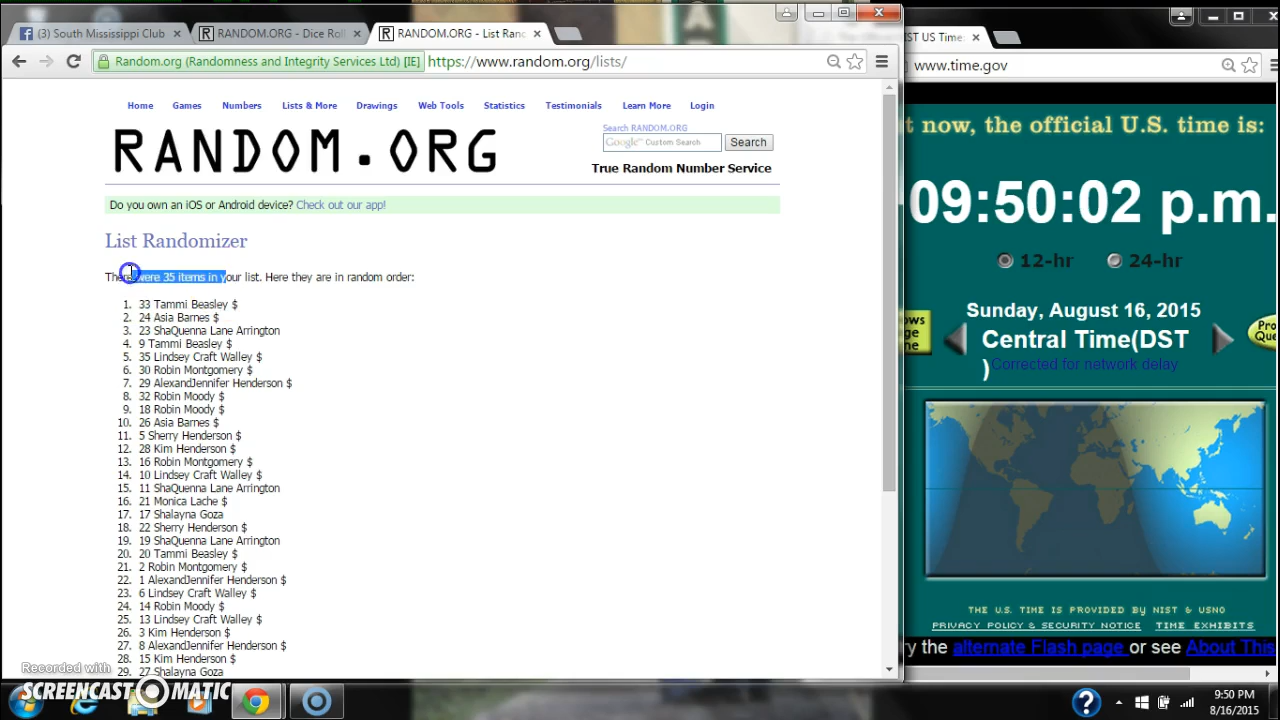 (3) South Mississippi Club
RANDOM.ORG - Dice Roll
RANDOM.ORG - List Ran
Random.org (Randomness and Integrity Services Ltd) [IE]
https://www.random.org/lists/
Home Games Numbers Lists & More Drawings Web Tools Statistics Testimonials Learn More Login
RANDOM.ORG
Search RANDOM.ORG
Google™ Custom Search
Search
True Random Number Service
Do you own an iOS or Android device? Check out our app!
List Randomizer
There were 35 items in your list. Here they are in random order:
1. 33 Tammi Beasley $
2. 24 Asia Barnes $
3. 23 ShaQuenna Lane Arrington
4. 9 Tammi Beasley $
5. 35 Lindsey Craft Walley $
6. 30 Robin Montgomery $
7. 29 AlexandJennifer Henderson $
8. 32 Robin Moody $
9. 18 Robin Moody $
10. 26 Asia Barnes $
11. 5 Sherry Henderson $
12. 28 Kim Henderson $
13. 16 Robin Montgomery $
14. 10 Lindsey Craft Walley $
15. 11 ShaQuenna Lane Arrington
16. 21 Monica Lache $
17. 17 Shalayna Goza
18. 22 Sherry Henderson $
19. 19 ShaQuenna Lane Arrington
20. 20 Tammi Beasley $
21. 2 Robin Montgomery $
22. 1 AlexandJennifer Henderson $
23. 6 Lindsey Craft Walley $
24. 14 Robin Moody $
25. 13 Lindsey Craft Walley $
26. 3 Kim Henderson $
27. 8 AlexandJennifer Henderson $
28. 15 Kim Henderson $
29. 27 Shalayna Goza
Recorded with
SCREENCAST MATIC
ST US Time:
www.time.gov
t now, the official U.S. time is:
09:50:02 p.m.
12-hr 24-hr
Sunday, August 16, 2015
Central Time(DST
)
Corrected for network delay
THE U.S. TIME IS PROVIDED BY NIST & USNO
PRIVACY POLICY & SECURITY NOTICE TIME EXHIBITS
ry the alternate Flash page or see About This
9:50 PM
8/16/2015